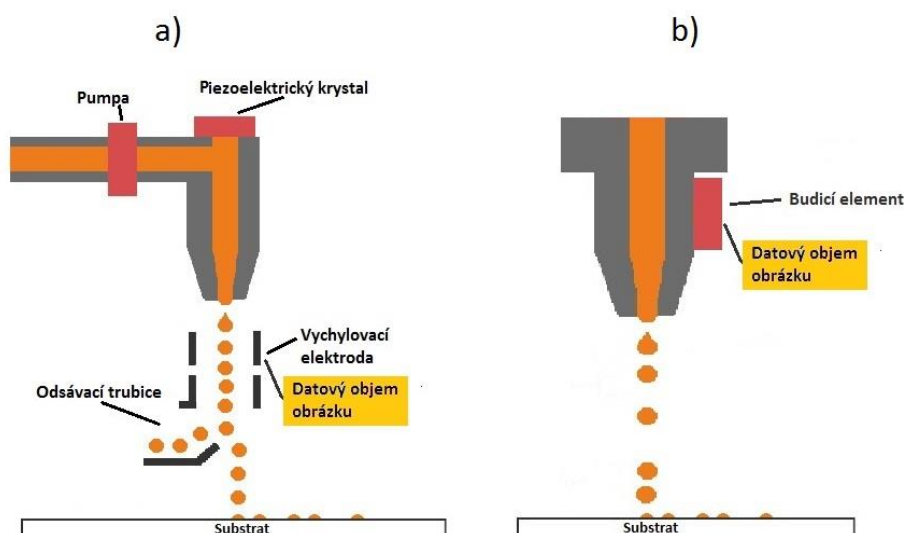 a)
Piezoelektrický krystal
Pumpa
Vychylovací
elektroda
Datový objem
obrázku
Odsávací trubice
Substrat
b)
Budicí element
Datový objem
obrázku
Substrat